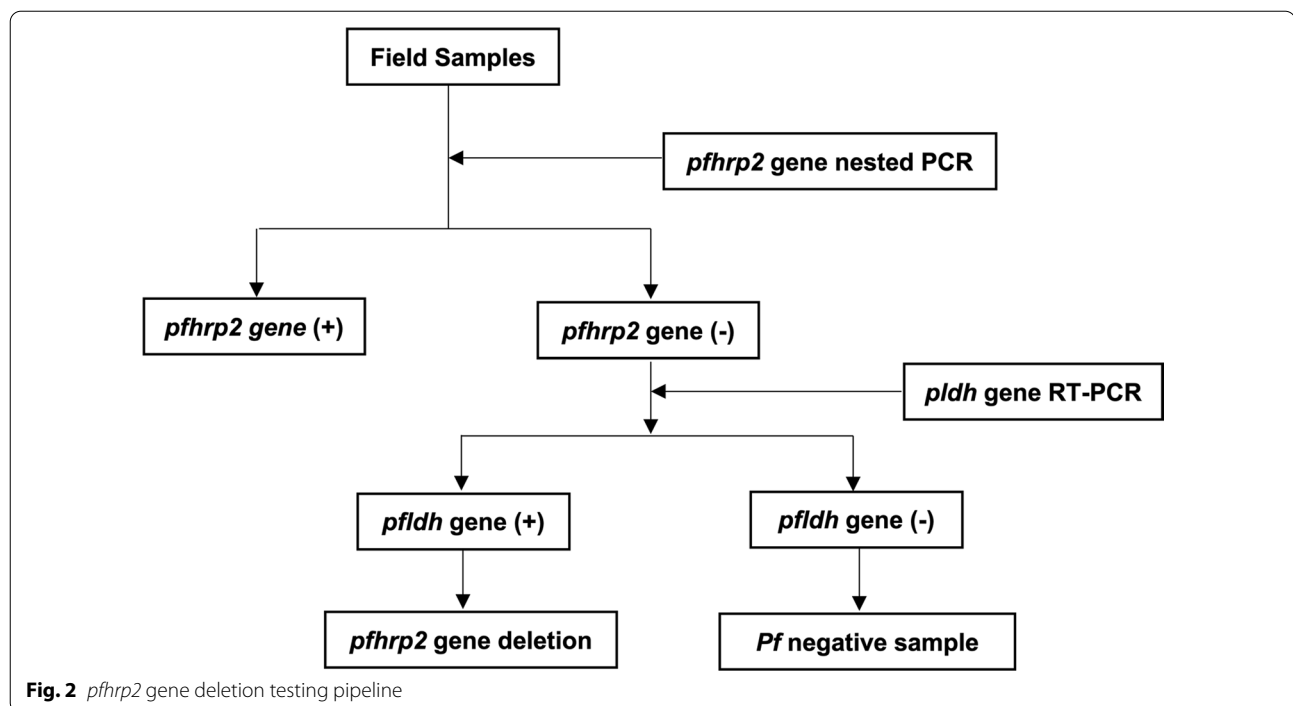 Field Samples
pfhrp2 gene nested PCR
pfhrp2 gene (+)
pfhrp2 gene (-)
pldh gene RT-PCR
pfldh gene (+)
pfldh gene (-)
pfhrp2 gene deletion
Pf negative sample
Fig. 2 pfhrp2 gene deletion testing pipeline